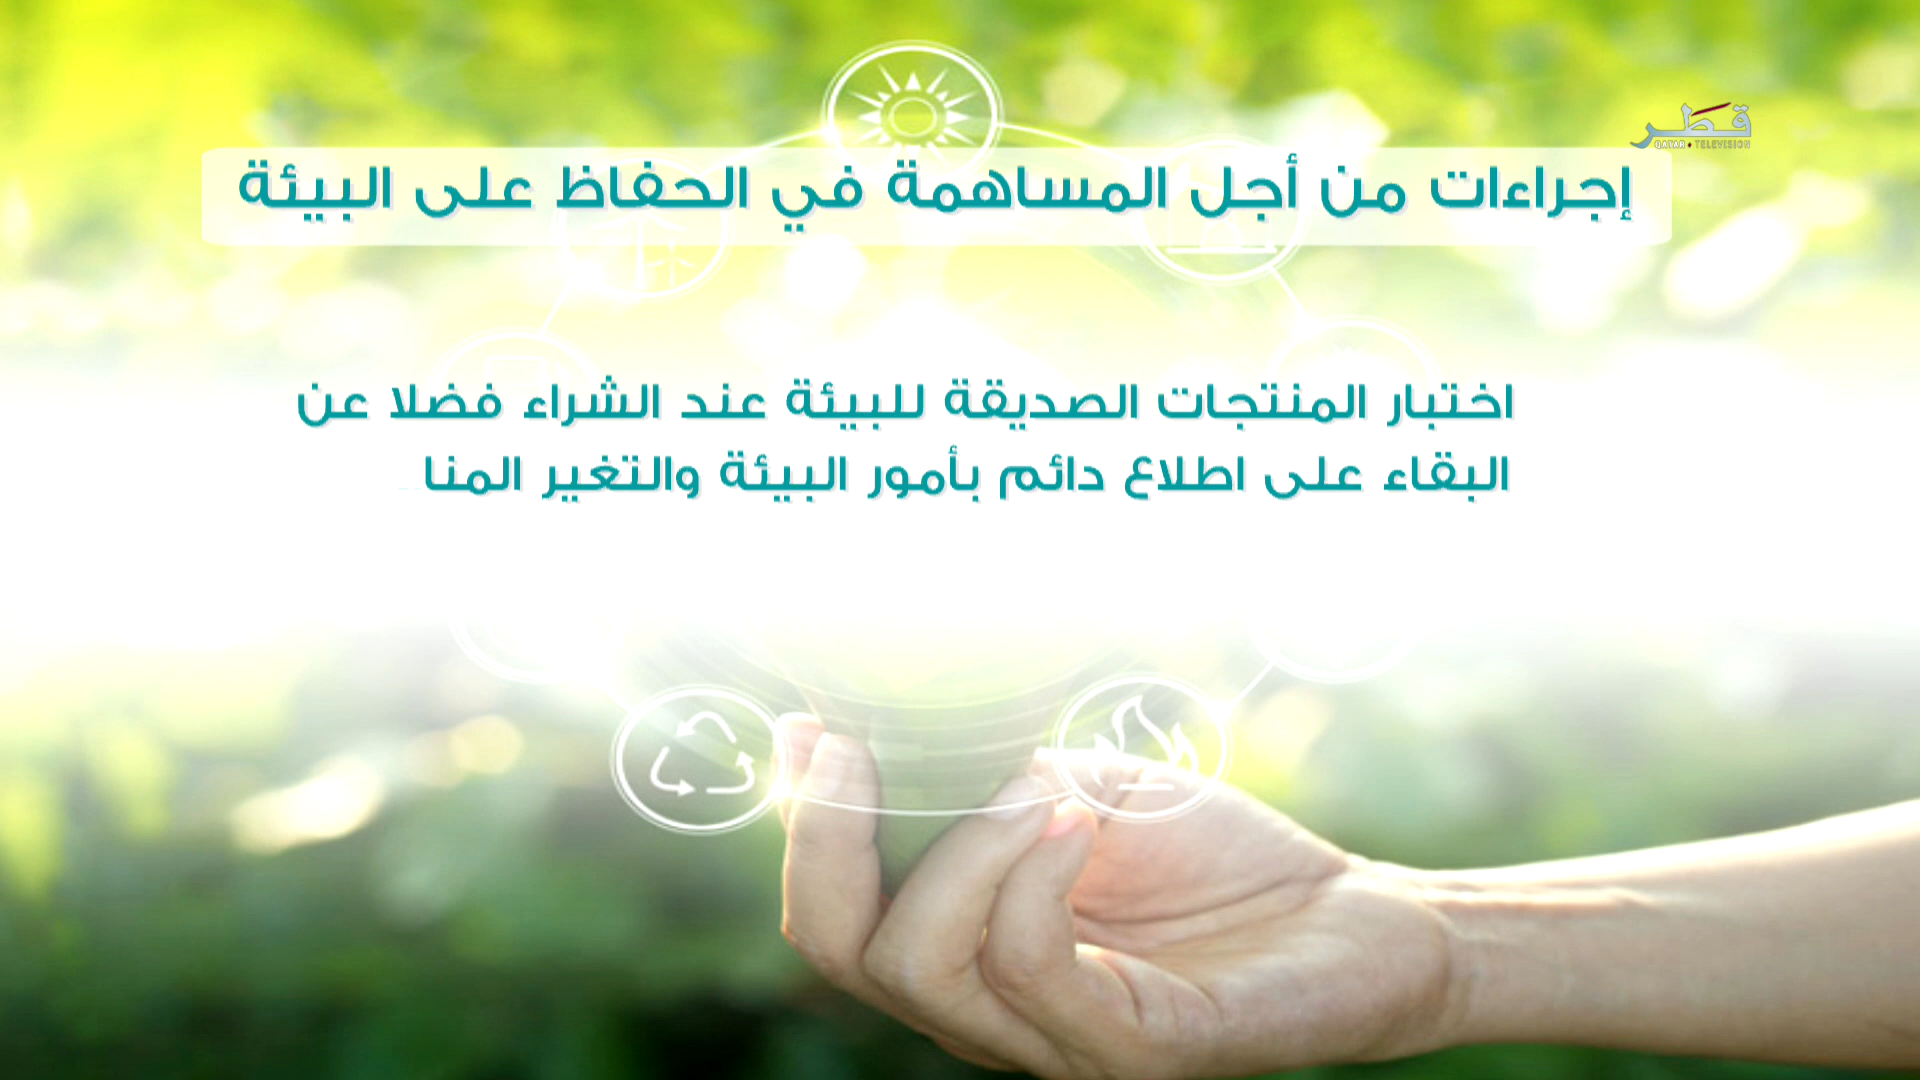 قطر
QATAR TELEVISION
إجراءات من أجل المساهمة في الحفاظ على البيئة
اختبار المنتجات الصديقة للبيئة عند الشراء فضلا عن
البقاء على اطلاع دائم بأمور البيئة والتغير المنا